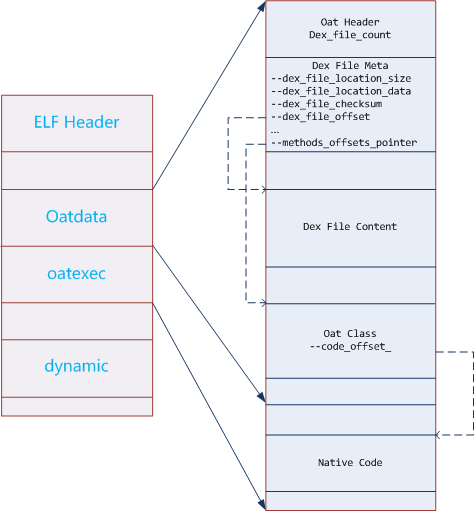 ELF Header
Oatdata
oatexec
dynamic
Oat Header
Dex_file_count
Dex File Meta
--dex_file_location_size
--dex_file_location_data
--dex_file_checksum
--dex_file_offset
…
--methods_offsets_pointer
Dex File Content
Oat Class
--code_offset_
Native Code